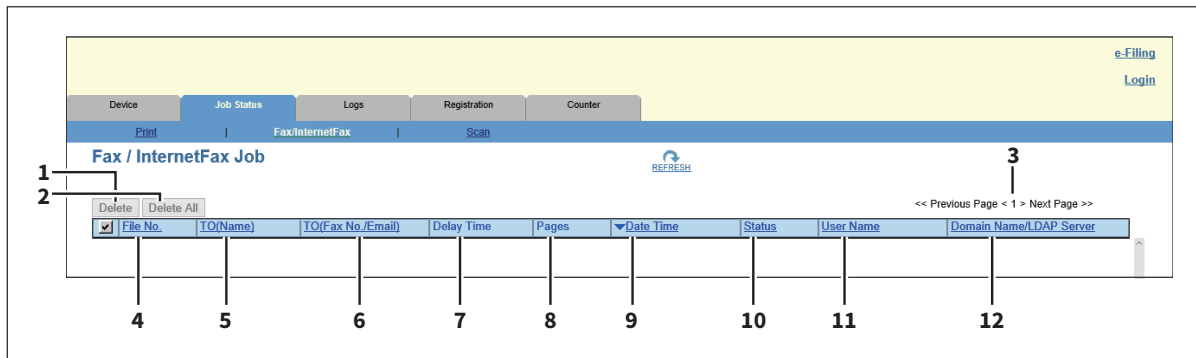 e-Filing
Login
Device Job Status Logs Registration Counter
Print | Fax/InternetFax | Scan
Fax / InternetFax Job
REFRESH
1
2
3
Delete Delete All
<< Previous Page < 1 > Next Page >>
File No. TO(Name) TO(Fax No./Email) Delay Time Pages Date Time Status User Name Domain Name/LDAP Server
4 5 6 7 8 9 10 11 12